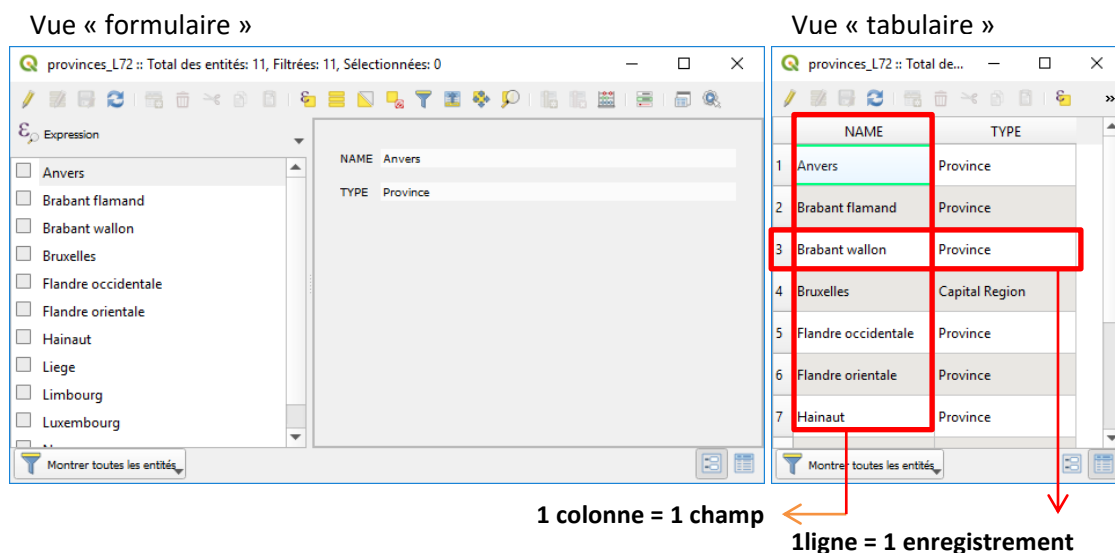 Vue « formulaire »
Vue « tabulaire »
provinces_L72 :: Total des entités: 11, Filtrées: 11, Sélectionnées: 0
Expression
Anvers
Brabant flamand
Brabant wallon
Bruxelles
Flandre occidentale
Flandre orientale
Hainaut
Liege
Limbourg
Luxembourg
NAME Anvers
TYPE Province
Montrer toutes les entités
provinces_L72 :: Total de...
NAME TYPE
1 Anvers Province
2 Brabant flamand Province
3 Brabant wallon Province
4 Bruxelles Capital Region
5 Flandre occidentale Province
6 Flandre orientale Province
7 Hainaut Province
Montrer toutes les entités
1 colonne = 1 champ
1ligne = 1 enregistrement